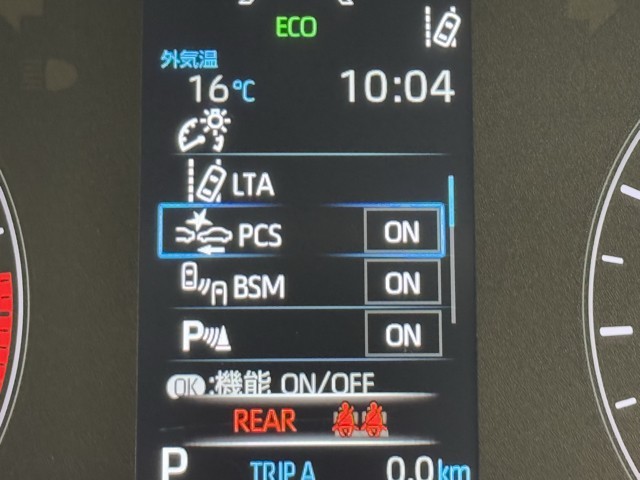 ECO
外気温
16℃ 10:04
LTA
PCS ON
BSM ON
P ON
OK:機能 ON/OFF
REAR
P TRIP A 0.0km